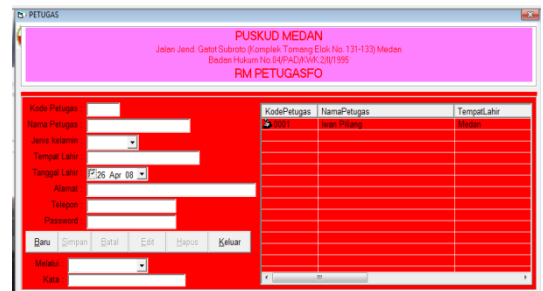 PETUGAS
PUSKUD MEDAN
Jalan Jend. Gatot Subroto (Komplek Tomang Elok No. 131-133) Medan
Badan Hukum No.04/PAD/KWK.2/II/1995
RM PETUGASFO
Kode Petugas :
Nama Petugas :
Jenis kelamin
Tempat Lahir :
Tanggal Lahir : 26 Apr 08
Alamat
Telepon
Password
Baru Simpan Batal Edit Hapus Keluar
Melalui :
Kata :
KodePetugas NamaPetugas TempatLahir
0001 Iwan Medan